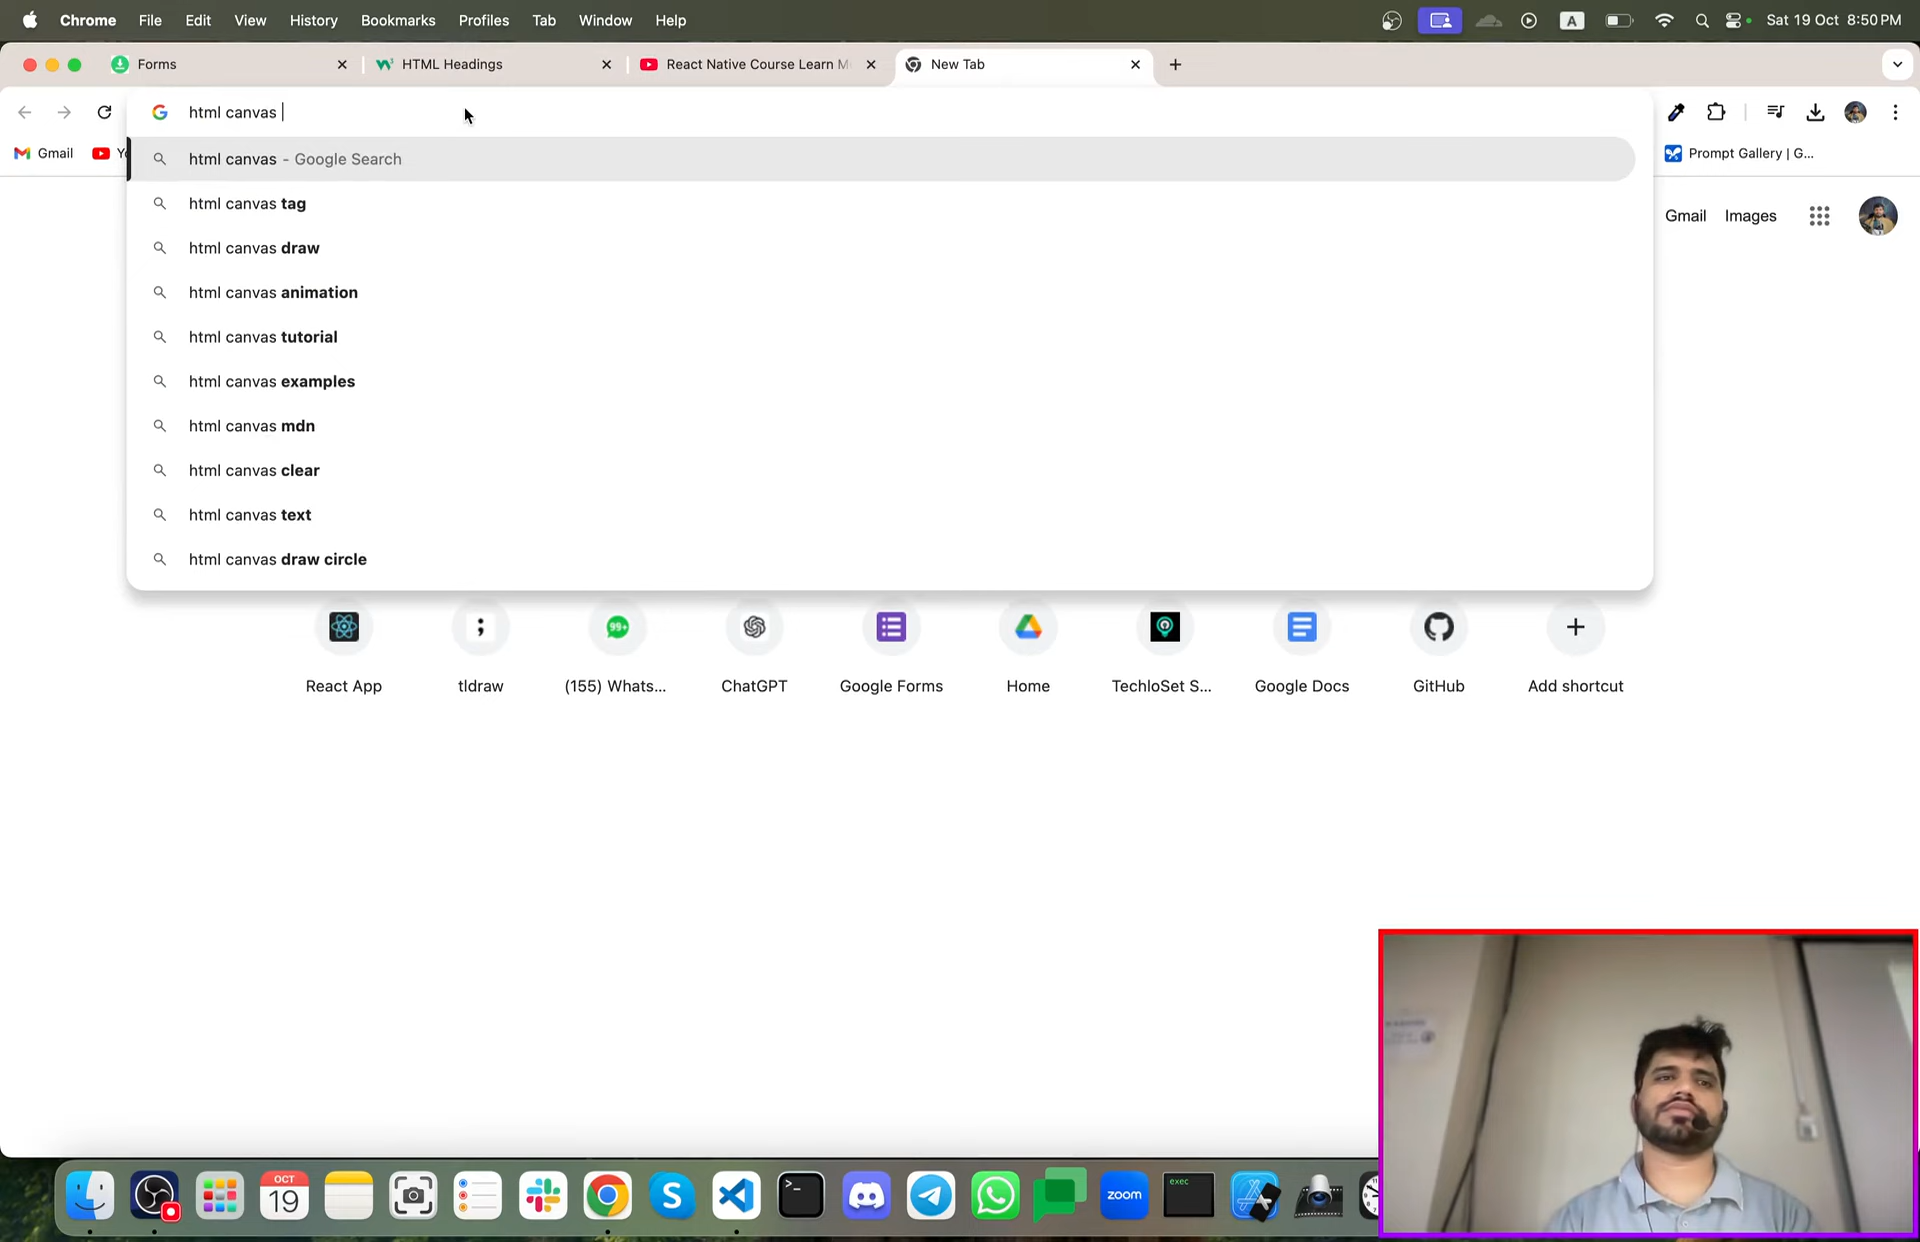 Chrome File Edit View History Bookmarks Profiles Tab Window Help A Sat 19 Oct 8:50 PM
Forms HTML Headings React Native Course Learn M New Tab
html canvas
Gmail Prompt Gallery | G...
html canvas - Google Search
html canvas tag
Gmail Images
html canvas draw
html canvas animation
html canvas tutorial
html canvas examples
html canvas mdn
html canvas clear
html canvas text
html canvas draw circle
99+
React App tldraw (155) Whats... ChatGPT Google Forms Home TechloSet S... Google Docs GitHub Add shortcut
OCT
19
zoom
exec